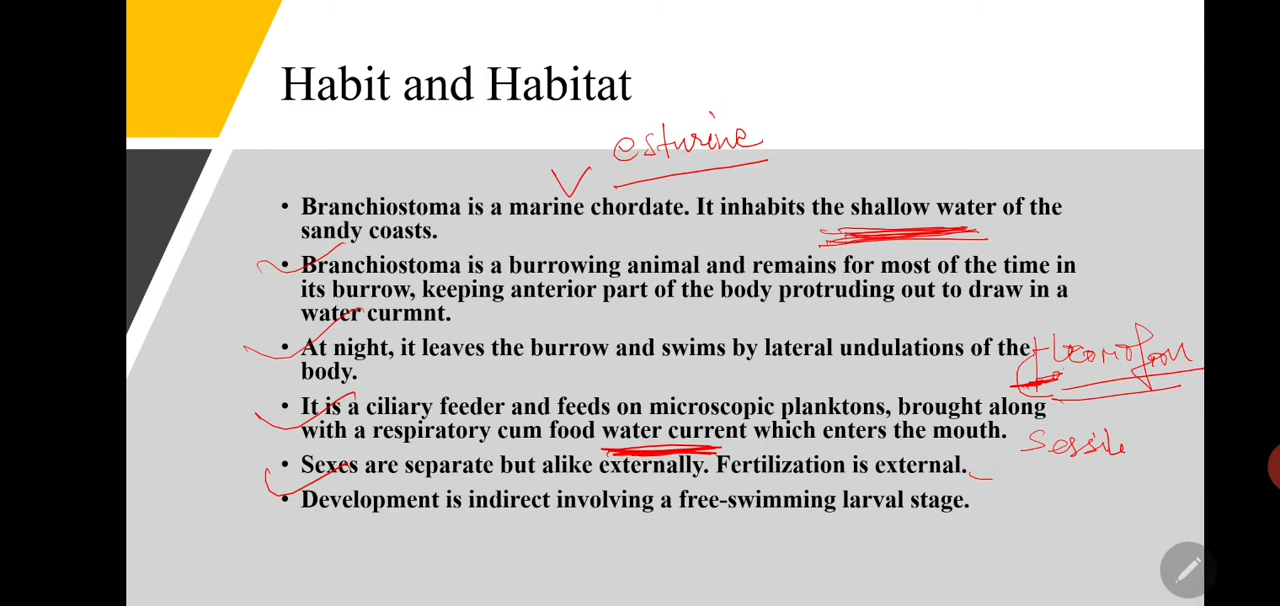 Habit and Habitat
esturine
• Branchiostoma is a marine chordate. It inhabits the shallow water of the
sandy coasts.
• Branchiostoma is a burrowing animal and remains for most of the time in
its burrow, keeping anterior part of the body protruding out to draw in a
water curmnt.
• At night, it leaves the burrow and swims by lateral undulations of the
body.
• It is a ciliary feeder and feeds on microscopic planktons, brought along
with a respiratory cum food water current which enters the mouth.
sessile
• Sexes are separate but alike externally. Fertilization is external.
• Development is indirect involving a free-swimming larval stage.